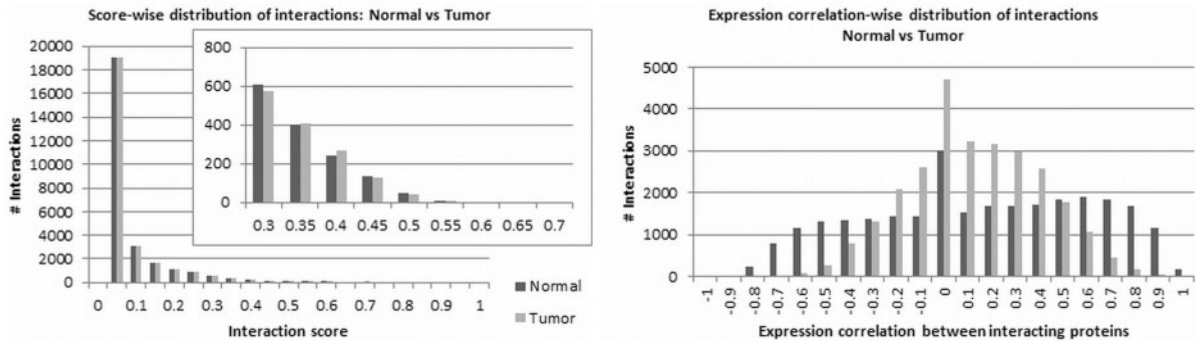 Score-wise distribution of interactions: Normal vs Tumor
# Interactions
20000
18000
16000
14000
12000
10000
8000
6000
4000
2000
0
0 0.1 0.2 0.3 0.4 0.5 0.6 0.7 0.8 0.9 1
Interaction score
800
600
400
200
0
0.3 0.35 0.4 0.45 0.5 0.55 0.6 0.65 0.7
Normal
Tumor
Expression correlation-wise distribution of interactions
Normal vs Tumor
# Interactions
5000
4000
3000
2000
1000
0
-1 -0.9 -0.8 -0.7 -0.6 -0.5 -0.4 -0.3 -0.2 -0.1 0 0.1 0.2 0.3 0.4 0.5 0.6 0.7 0.8 0.9 1
Expression correlation between interacting proteins